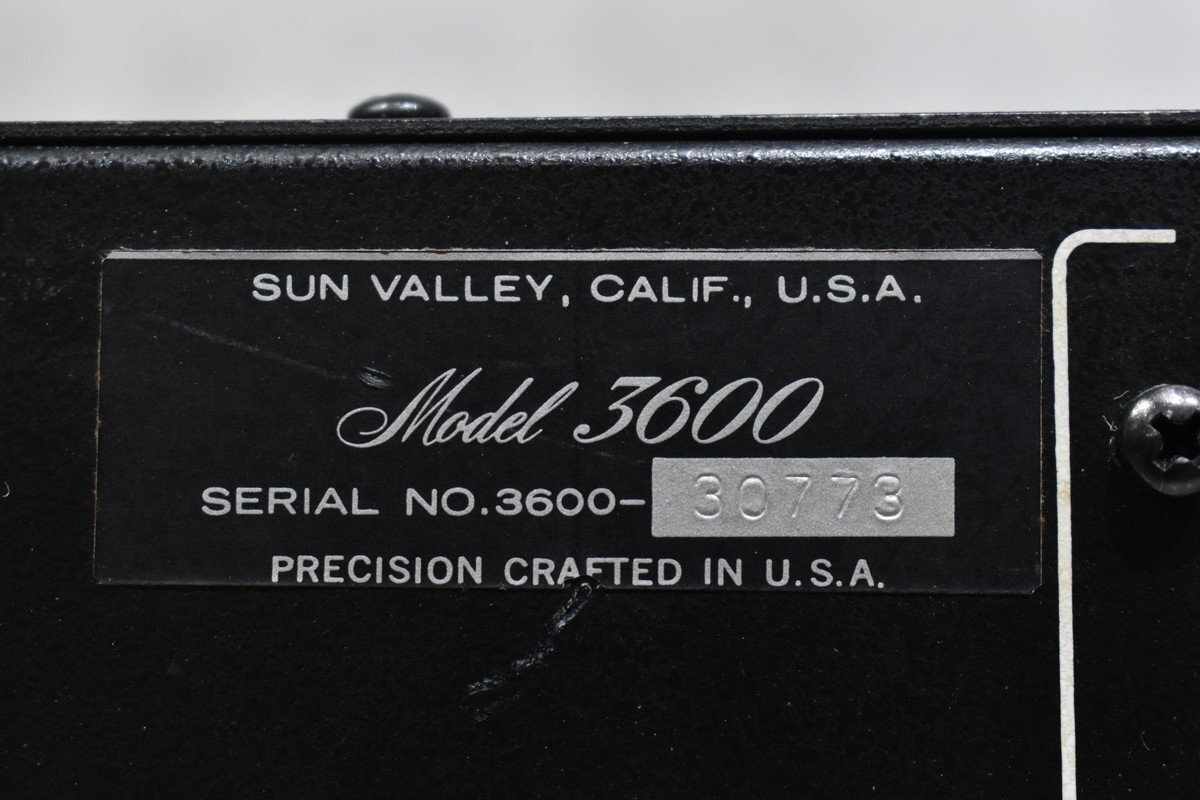 SUN VALLEY, CALIF., U.S.A.
Model 3600
SERIAL NO.3600- 30773
PRECISION CRAFTED IN U.S.A.